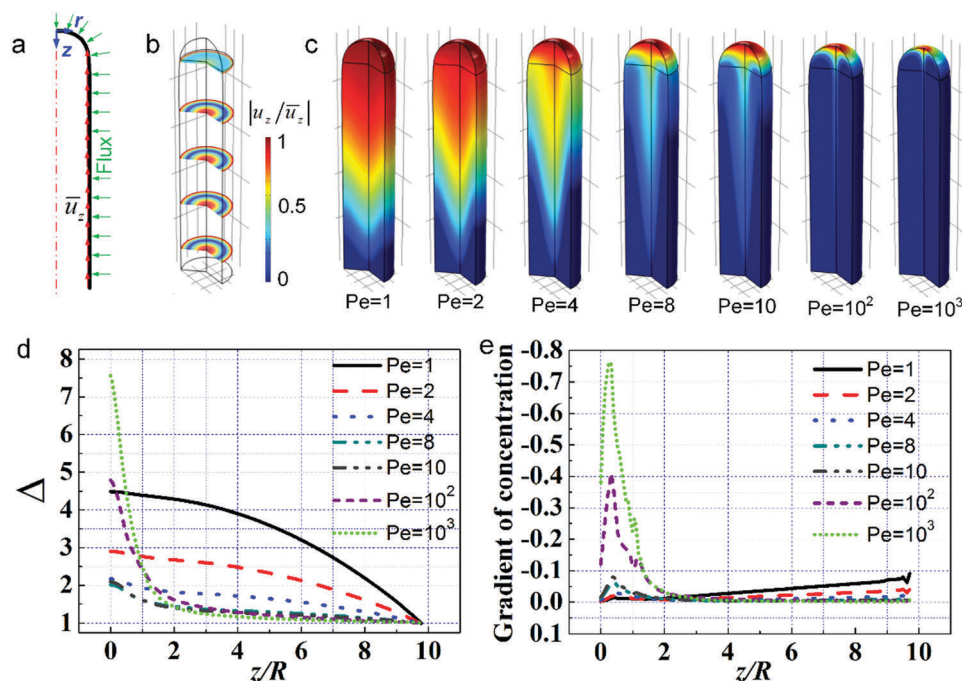 a
r
z
Flux
u̅z
b
|uz/u̅z|
1
0.5
0
c
Pe=1
Pe=2
Pe=4
Pe=8
Pe=10
Pe=10²
Pe=10³
d
Δ
8
7
6
5
4
3
2
1
0 2 4 6 8 10
z/R
Pe=1
Pe=2
Pe=4
Pe=8
Pe=10
Pe=10²
Pe=10³
e
Gradient of concentration
-0.8
-0.7
-0.6
-0.5
-0.4
-0.3
-0.2
-0.1
0.0
0.1
0 2 4 6 8 10
z/R
Pe=1
Pe=2
Pe=4
Pe=8
Pe=10
Pe=10²
Pe=10³